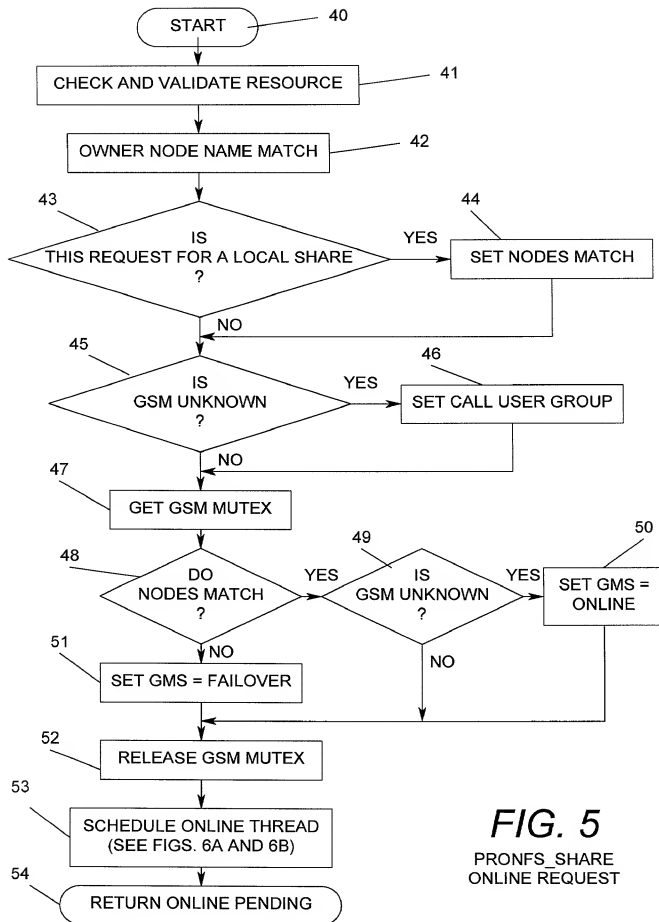 START
40
CHECK AND VALIDATE RESOURCE
41
OWNER NODE NAME MATCH
42
43
IS
THIS REQUEST FOR A LOCAL SHARE
?
YES
44
SET NODES MATCH
NO
45
IS
GSM UNKNOWN
?
YES
46
SET CALL USER GROUP
NO
47
GET GSM MUTEX
48
DO
NODES MATCH
?
YES
49
IS
GSM UNKNOWN
?
YES
50
SET GMS =
ONLINE
NO
NO
51
SET GMS = FAILOVER
52
RELEASE GSM MUTEX
53
SCHEDULE ONLINE THREAD
(SEE FIGS. 6A AND 6B)
54
RETURN ONLINE PENDING
FIG. 5
PRONFS_SHARE
ONLINE REQUEST